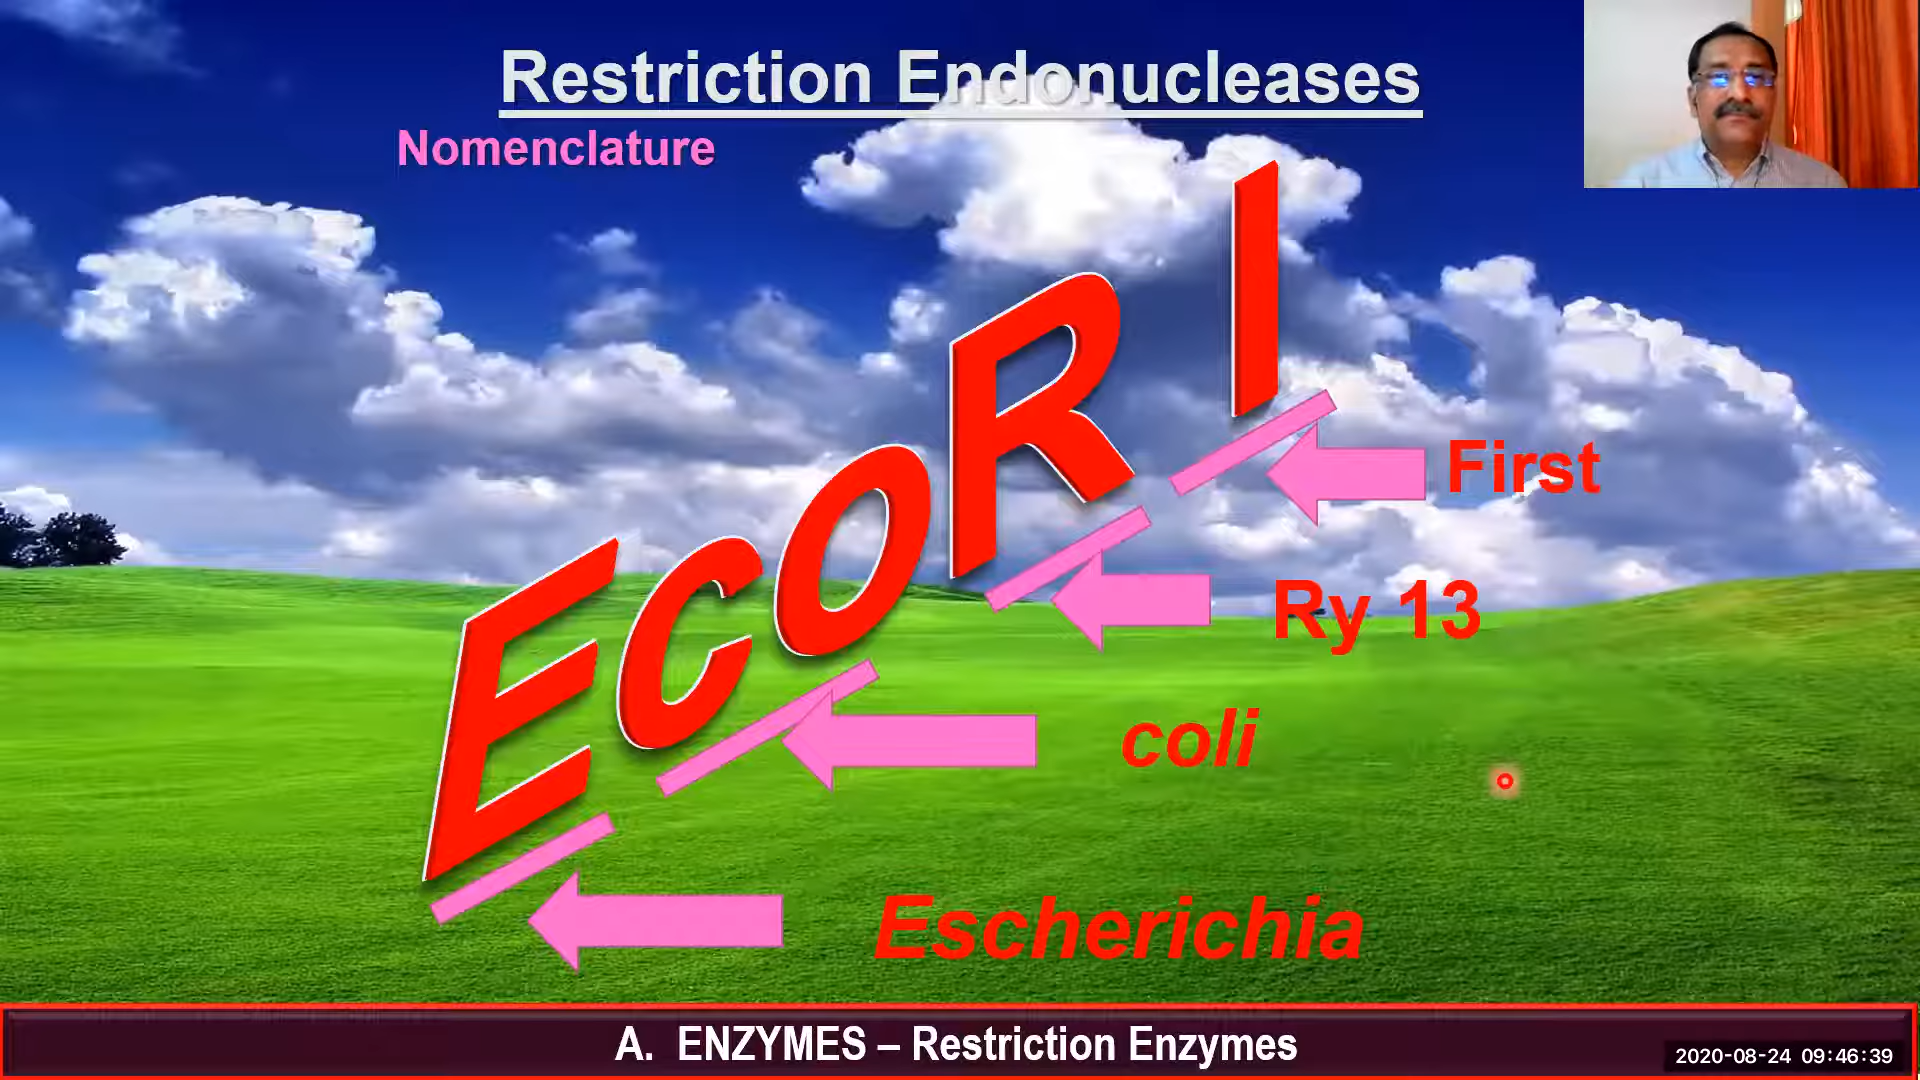 Restriction Endonucleases
Nomenclature
EcoR I
First
Ry 13
coli
Escherichia
A. ENZYMES – Restriction Enzymes
2020-08-24 09:46:39